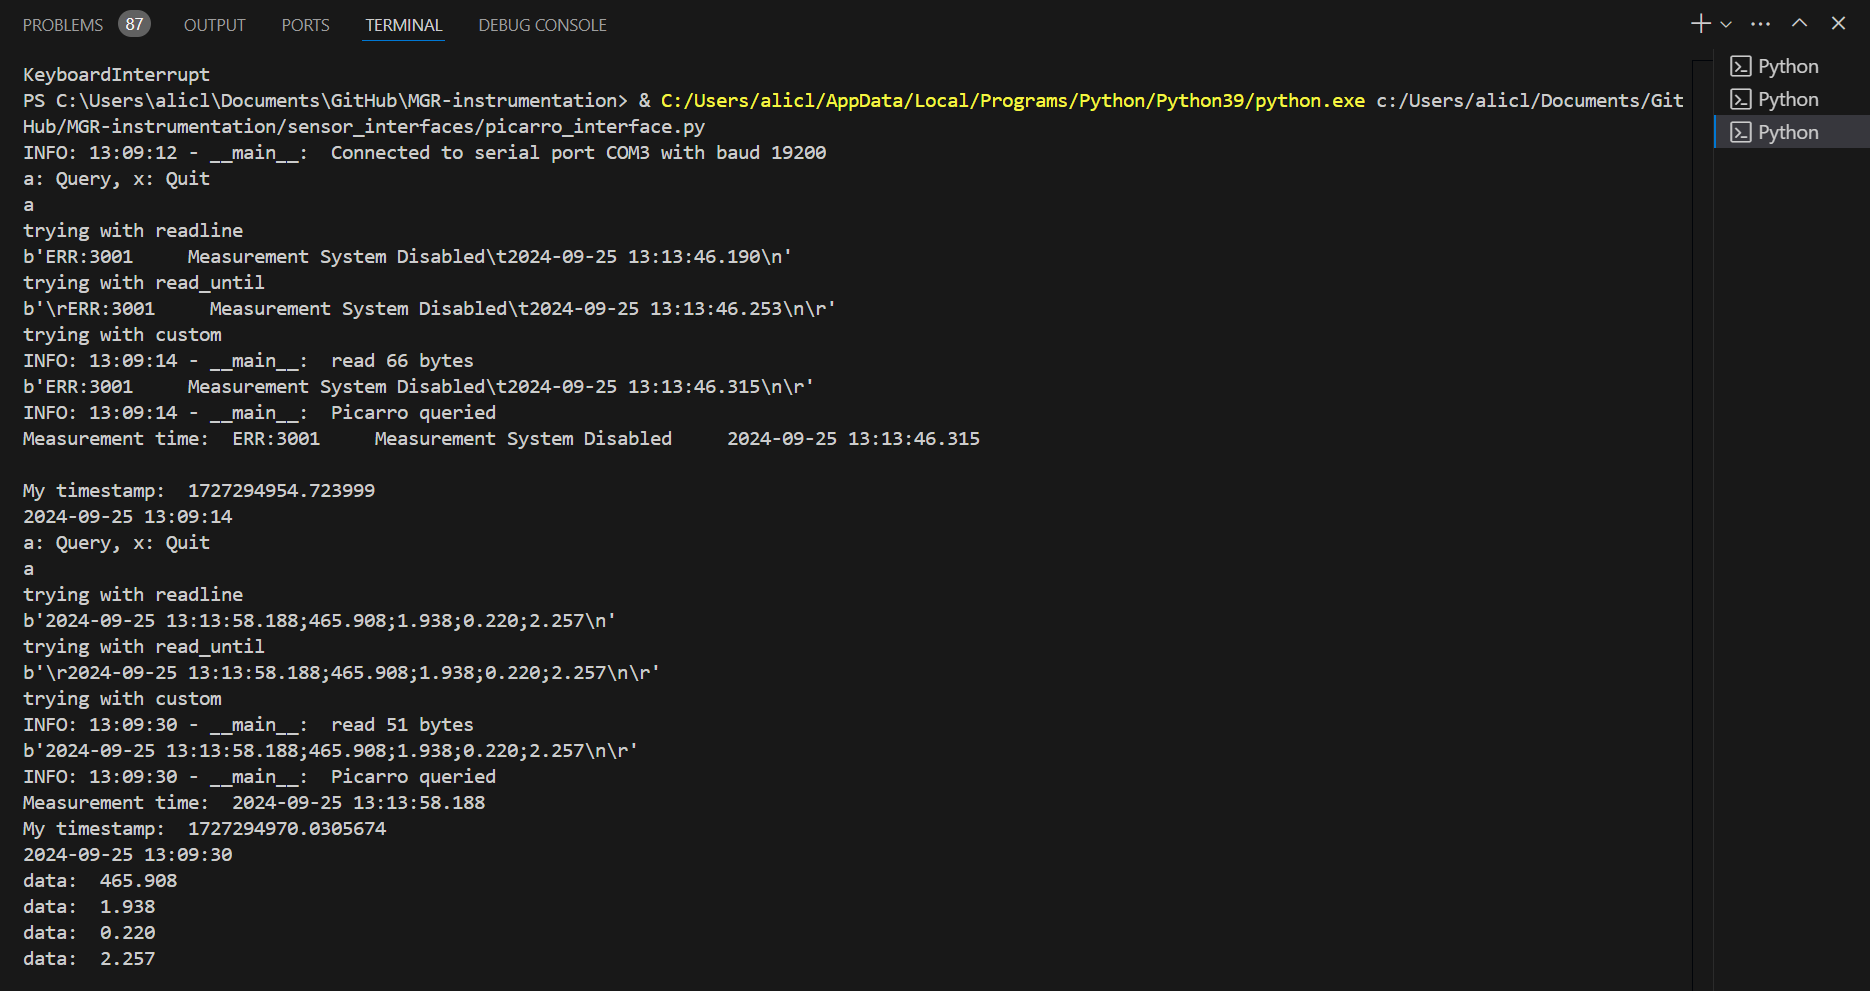 PROBLEMS 87 OUTPUT PORTS TERMINAL DEBUG CONSOLE
KeyboardInterrupt
PS C:\Users\alicl\Documents\GitHub\MGR-instrumentation> & C:/Users/alicl/AppData/Local/Programs/Python/Python39/python.exe c:/Users/alicl/Documents/Git
Hub/MGR-instrumentation/sensor_interfaces/picarro_interface.py
INFO: 13:09:12 - __main__:  Connected to serial port COM3 with baud 19200
a: Query, x: Quit
a
trying with readline
b'ERR:3001     Measurement System Disabled\t2024-09-25 13:13:46.190\n'
trying with read_until
b'\rERR:3001     Measurement System Disabled\t2024-09-25 13:13:46.253\n\r'
trying with custom
INFO: 13:09:14 - __main__:  read 66 bytes
b'ERR:3001     Measurement System Disabled\t2024-09-25 13:13:46.315\n\r'
INFO: 13:09:14 - __main__:  Picarro queried
Measurement time:  ERR:3001     Measurement System Disabled     2024-09-25 13:13:46.315
My timestamp:  1727294954.723999
2024-09-25 13:09:14
a: Query, x: Quit
a
trying with readline
b'2024-09-25 13:13:58.188;465.908;1.938;0.220;2.257\n'
trying with read_until
b'\r2024-09-25 13:13:58.188;465.908;1.938;0.220;2.257\n\r'
trying with custom
INFO: 13:09:30 - __main__:  read 51 bytes
b'2024-09-25 13:13:58.188;465.908;1.938;0.220;2.257\n\r'
INFO: 13:09:30 - __main__:  Picarro queried
Measurement time:  2024-09-25 13:13:58.188
My timestamp:  1727294970.0305674
2024-09-25 13:09:30
data:  465.908
data:  1.938
data:  0.220
data:  2.257
Python
Python
Python